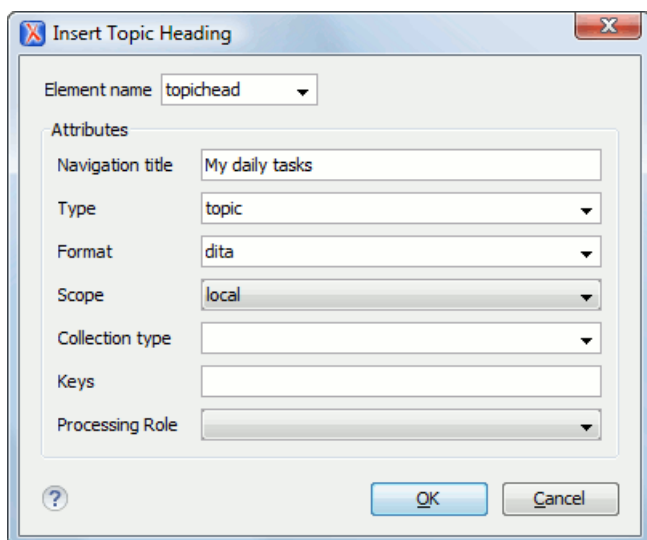 Insert Topic Heading
Element name topichead
Attributes
Navigation title My daily tasks
Type topic
Format dita
Scope local
Collection type
Keys
Processing Role
? OK Cancel